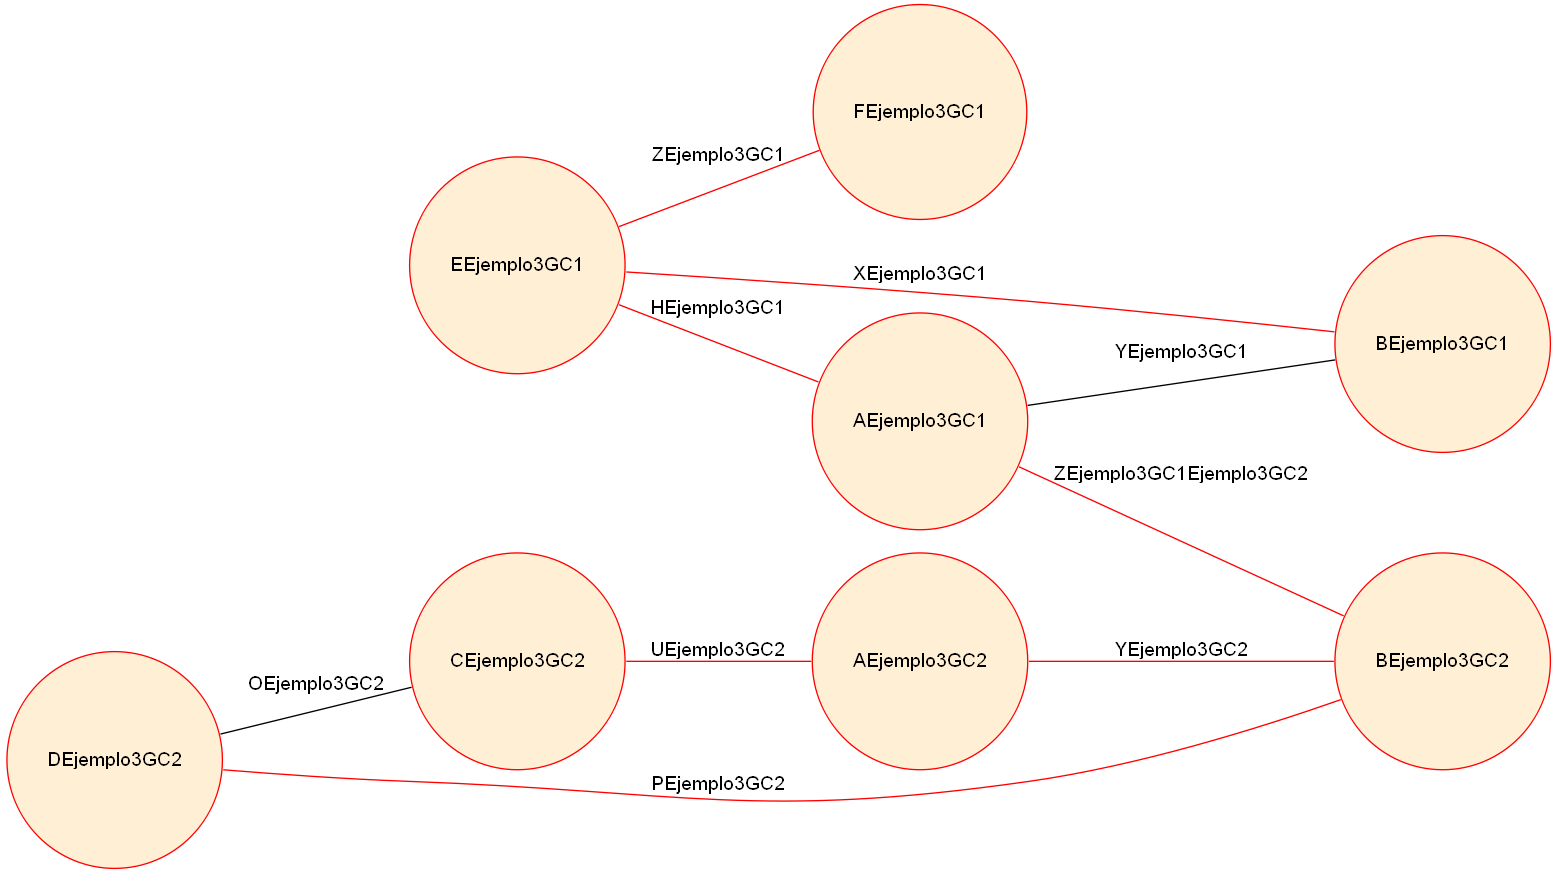 FEjemplo3GC1
ZEjemplo3GC1
EEjemplo3GC1
XEjemplo3GC1
HEjemplo3GC1
BEjemplo3GC1
YEjemplo3GC1
AEjemplo3GC1
ZEjemplo3GC1Ejemplo3GC2
UEjemplo3GC2
YEjemplo3GC2
CEjemplo3GC2
AEjemplo3GC2
BEjemplo3GC2
OEjemplo3GC2
DEjemplo3GC2
PEjemplo3GC2